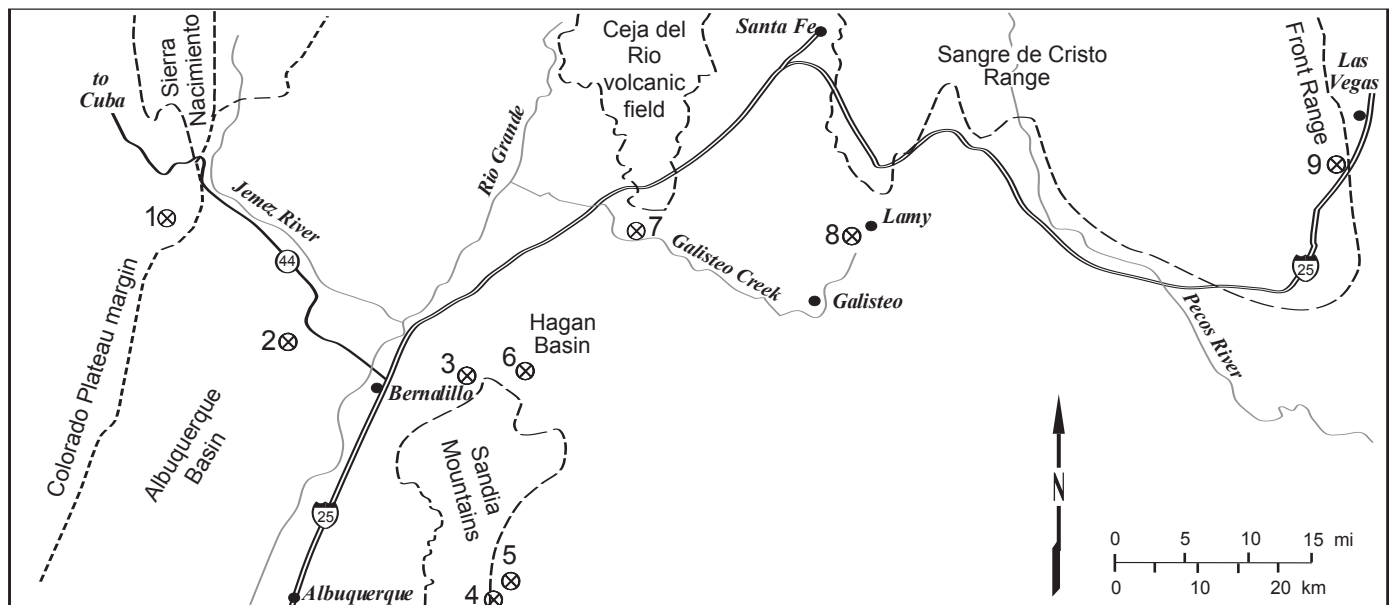 Sierra
Nacimiento
to
Cuba
Ceja del
Rio
volcanic
field
Santa Fe
Sangre de Cristo
Range
Front Range
Las
Vegas
Rio Grande
Jemez River
1
44
7
Galisteo Creek
8
Lamy
Galisteo
9
25
Pecos River
Colorado Plateau margin
2
Albuquerque
Basin
Bernalillo
3
6
Hagan
Basin
Sandia
Mountains
25
5
4
Albuquerque
N
0 5 10 15 mi
0 10 20 km